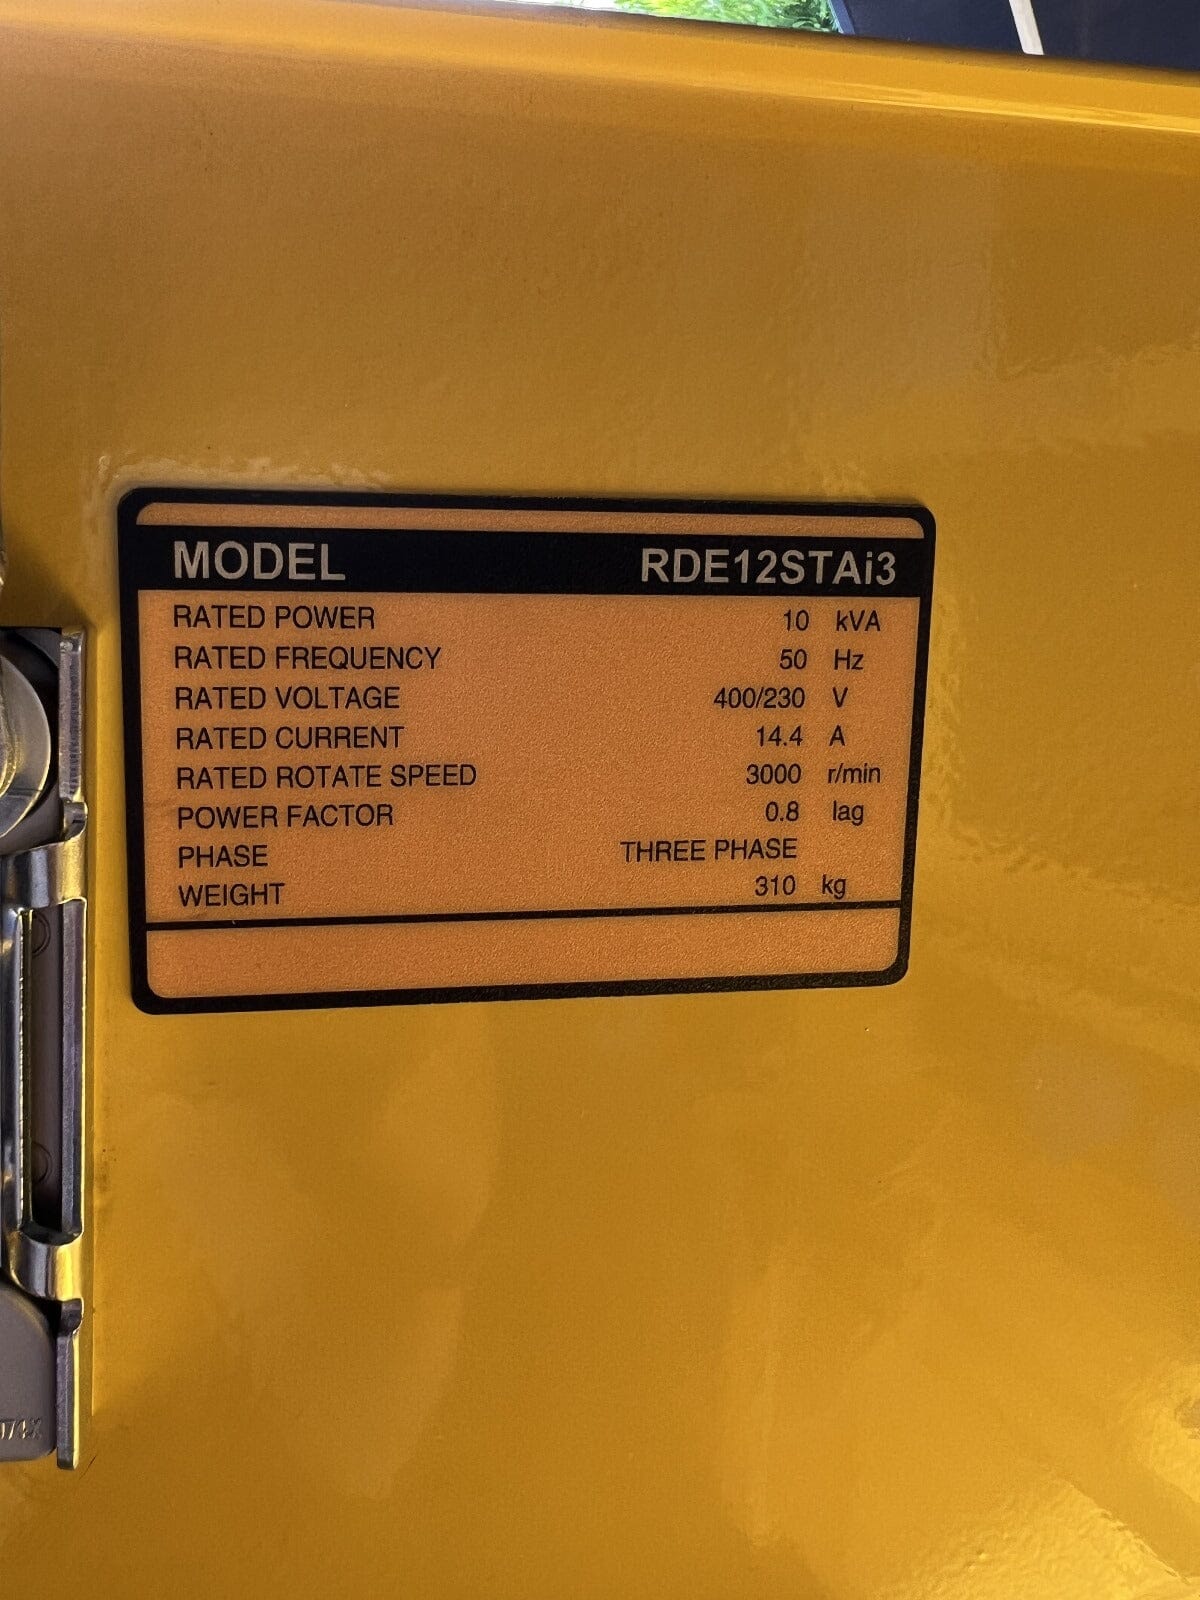 MODEL RDE12STAi3
RATED POWER 10 kVA
RATED FREQUENCY 50 Hz
RATED VOLTAGE 400/230 V
RATED CURRENT 14.4 A
RATED ROTATE SPEED 3000 r/min
POWER FACTOR 0.8 lag
PHASE THREE PHASE
WEIGHT 310 kg